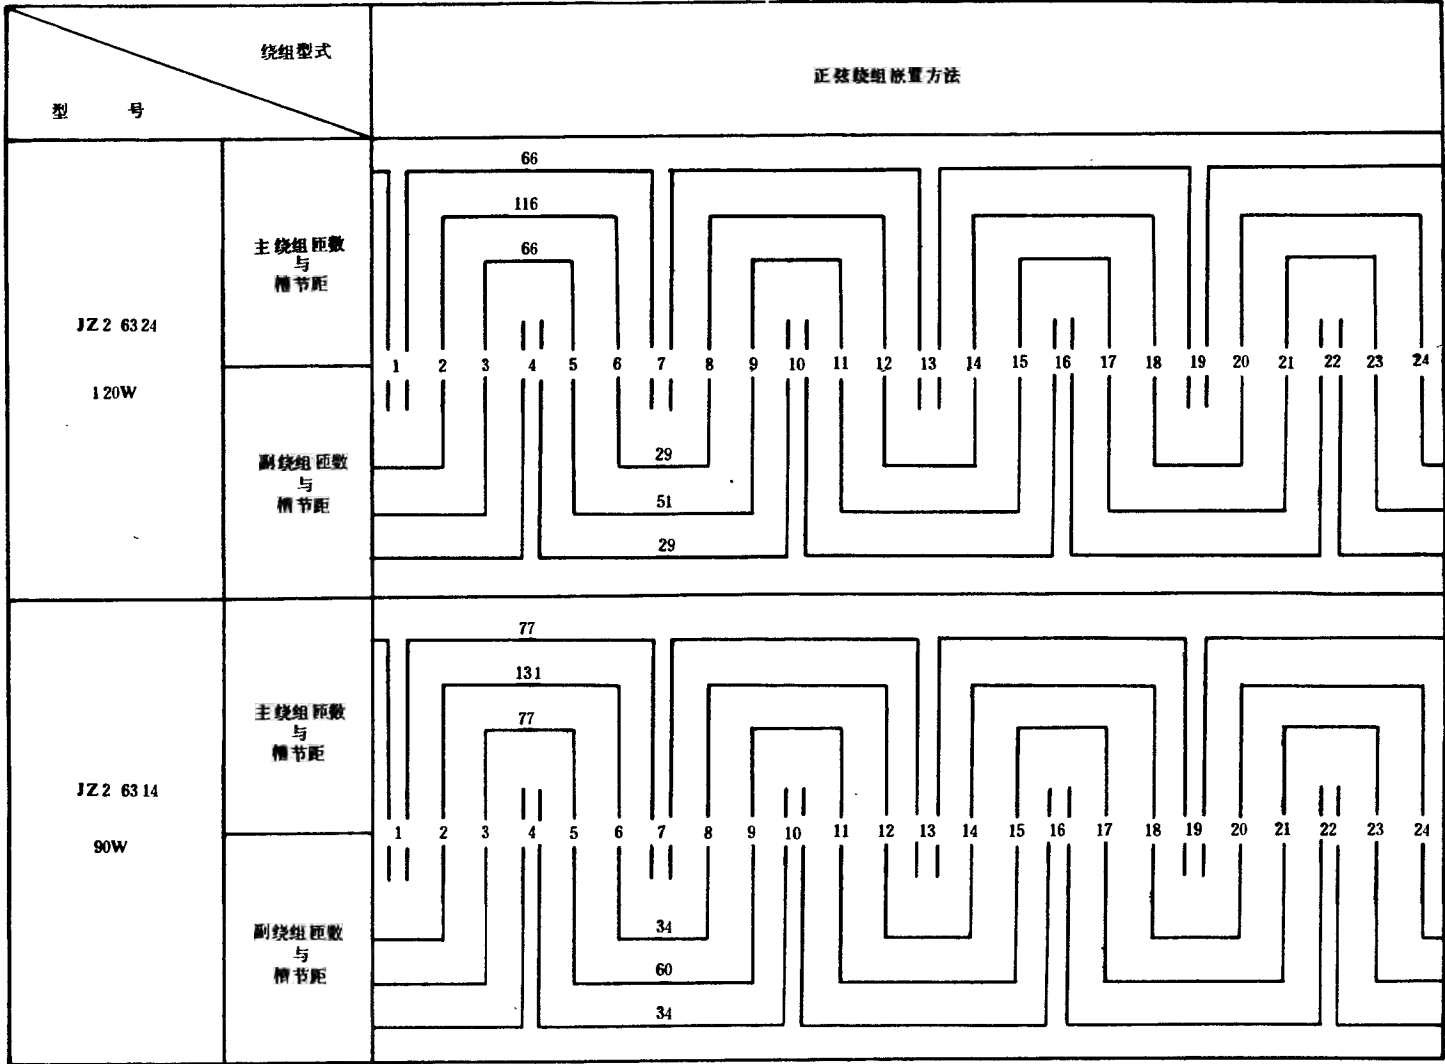 绕组型式
型 号
正弦绕组嵌置方法
66
116
66
主绕组匝数
与
槽节距
JZ2 6324
120W
1 2 3 4 5 6 7 8 9 10 11 12 13 14 15 16 17 18 19 20 21 22 23 24
副绕组匝数
与
槽节距
29
51
29
77
131
77
主绕组匝数
与
槽节距
JZ2 6314
90W
1 2 3 4 5 6 7 8 9 10 11 12 13 14 15 16 17 18 19 20 21 22 23 24
副绕组匝数
与
槽节距
34
60
34